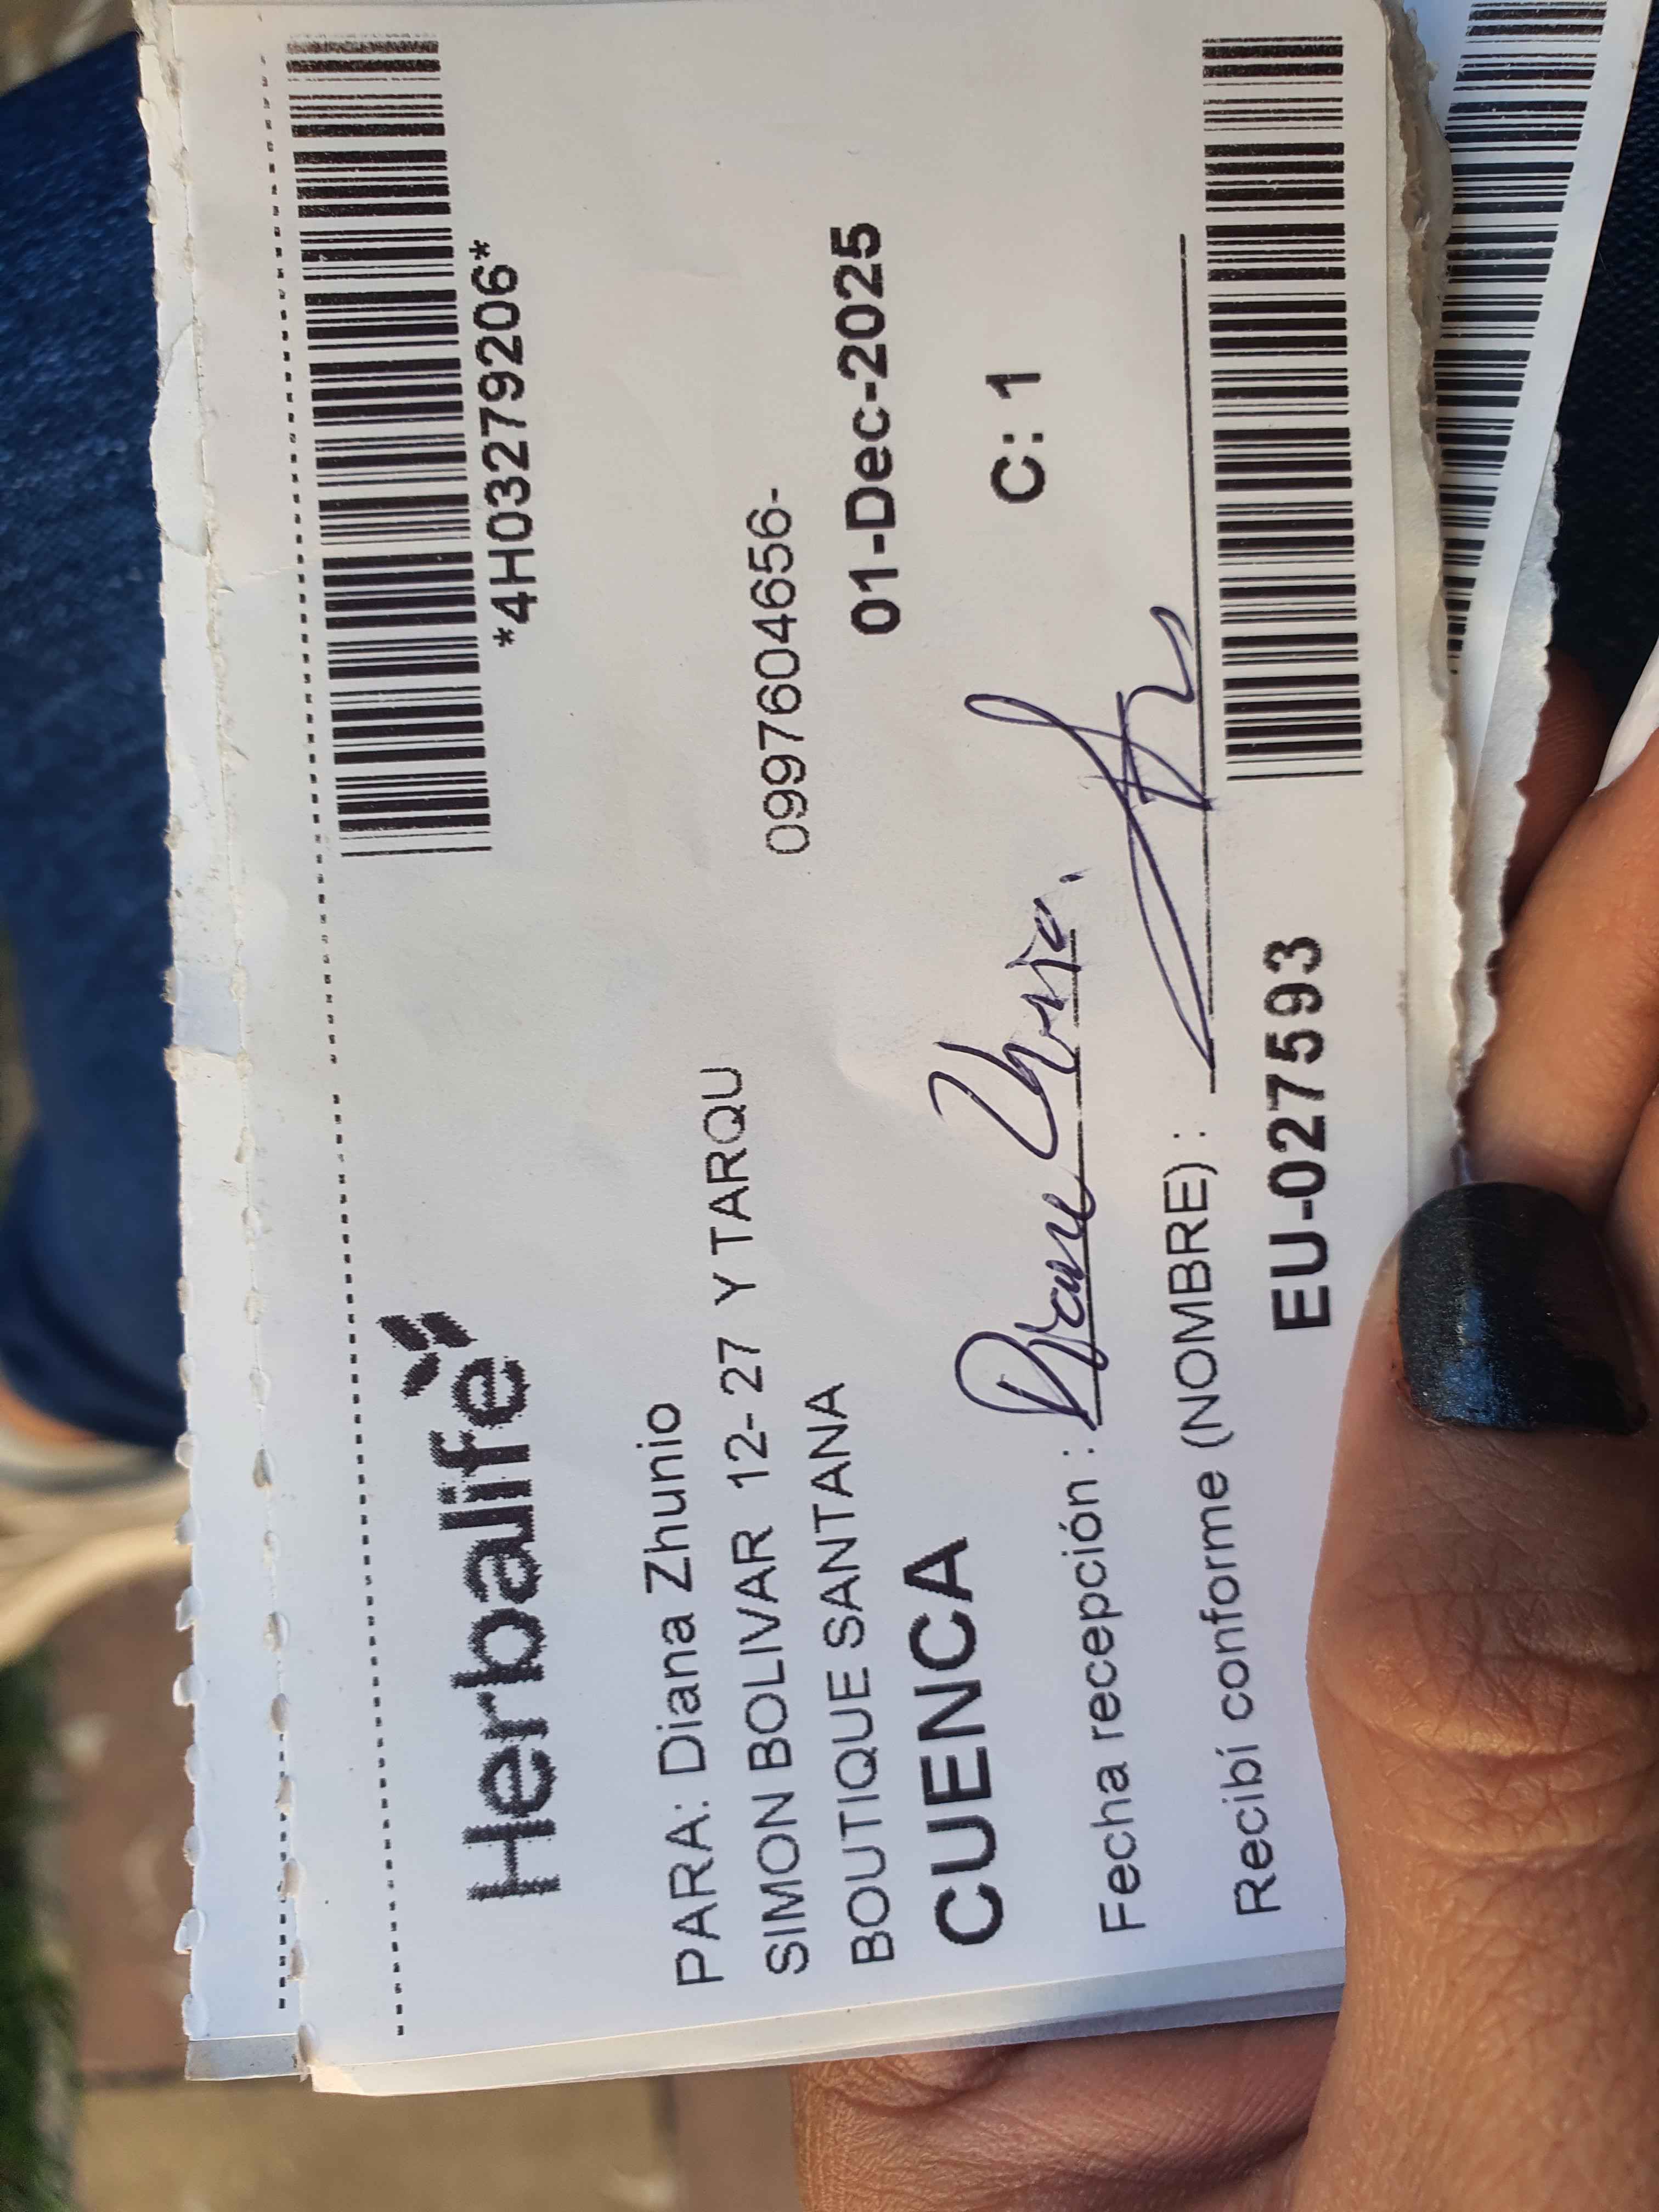 Herbalife
*4H03279206*
PARA: Diana Zhunio
SIMON BOLIVAR 12- 27 Y TARQU
0997604656-
BOUTIQUE SANTANA
CUENCA
01-Dec-2025
Fecha recepción :
C: 1
Recibí conforme (NOMBRE) :
EU-027593